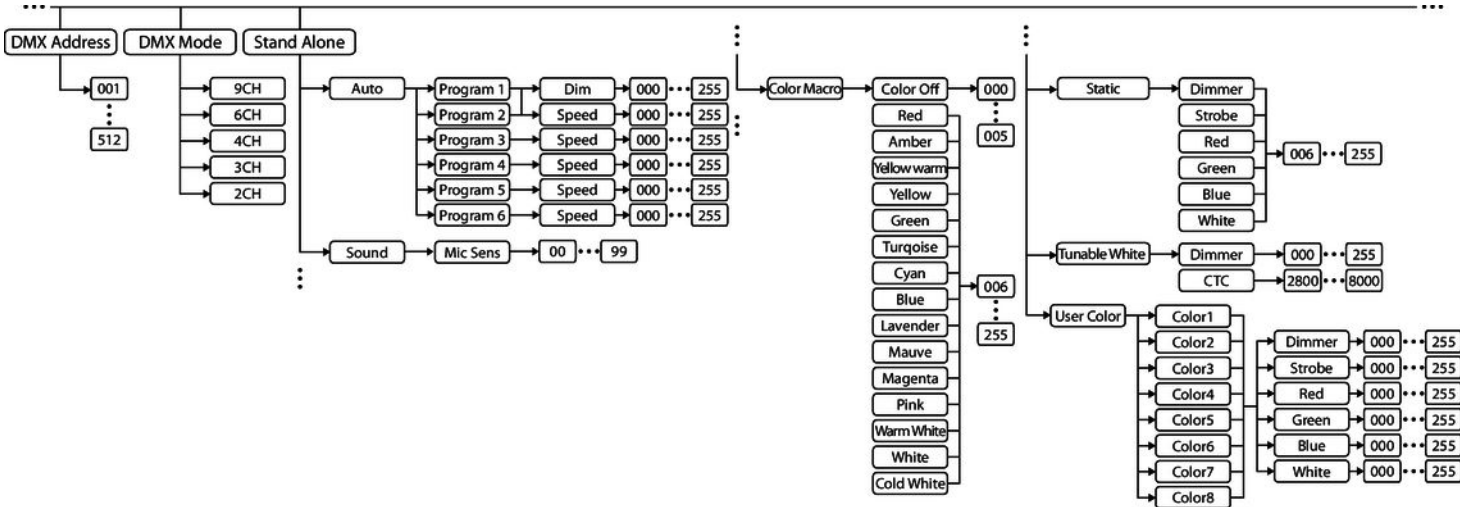 ••• •••
DMX Address DMX Mode Stand Alone
001
•••
512
9CH
6CH
4CH
3CH
2CH
Auto
Program 1 Dim 000 ••• 255
Program 2 Speed 000 ••• 255
Program 3 Speed 000 ••• 255
Program 4 Speed 000 ••• 255
Program 5 Speed 000 ••• 255
Program 6 Speed 000 ••• 255
Sound Mic Sens 00 ••• 99
•••
•••
Color Macro
•••
Color Off
000
•••
005
Red
Amber
Yellow warm
Yellow
Green
Turqoise
Cyan
Blue
Lavender
Mauve
Magenta
Pink
Warm White
White
Cold White
006
•••
255
•••
Static
Dimmer
Strobe
Red
Green
Blue
White
006 ••• 255
Tunable White
Dimmer 000 ••• 255
CTC 2800 ••• 8000
User Color
Color1
Color2
Color3
Color4
Color5
Color6
Color7
Color8
Dimmer 000 ••• 255
Strobe 000 ••• 255
Red 000 ••• 255
Green 000 ••• 255
Blue 000 ••• 255
White 000 ••• 255